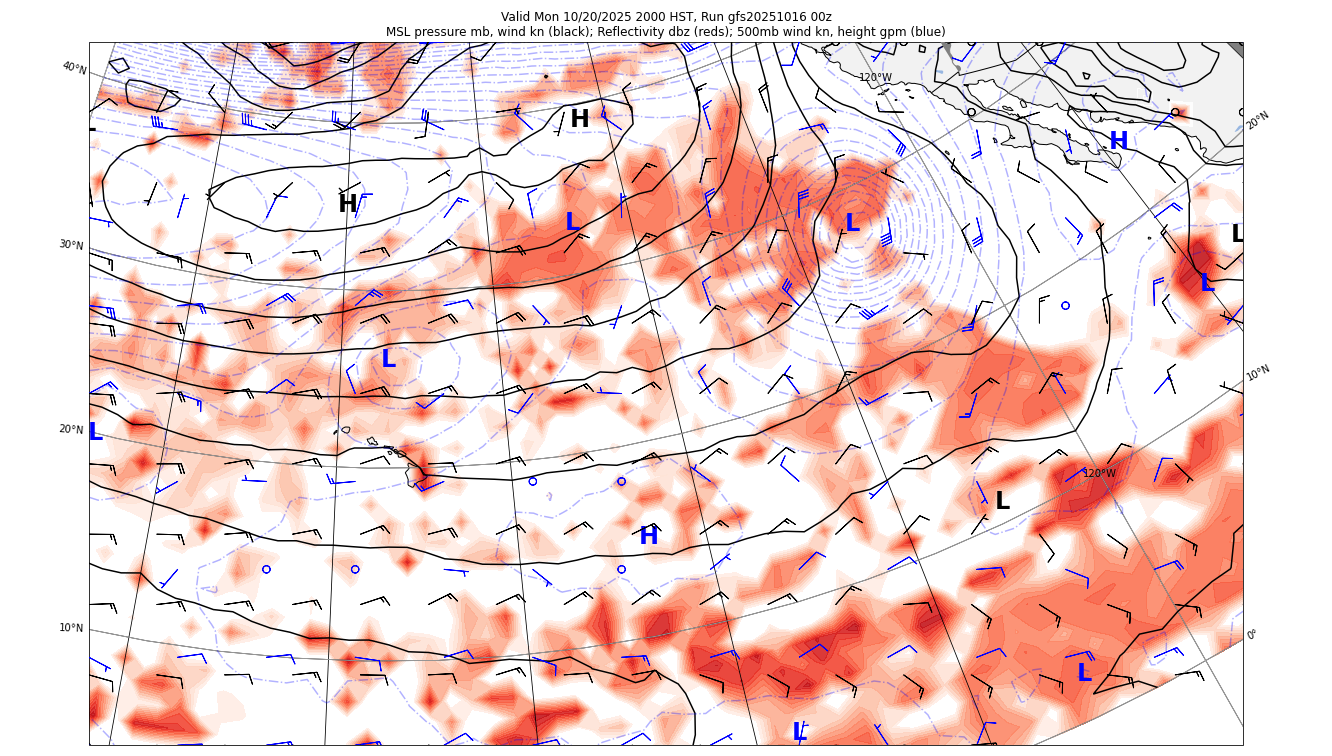 Valid Mon 10/20/2025 2000 HST, Run gfs20251016 00z
MSL pressure mb, wind kn (black); Reflectivity dbz (reds); 500mb wind kn, height gpm (blue)
40°N
120°W
20°N
H
H
H
L
L
L
30°N
L
L
10°N
20°N
L
120°W
L
H
10°N
0°
L
L